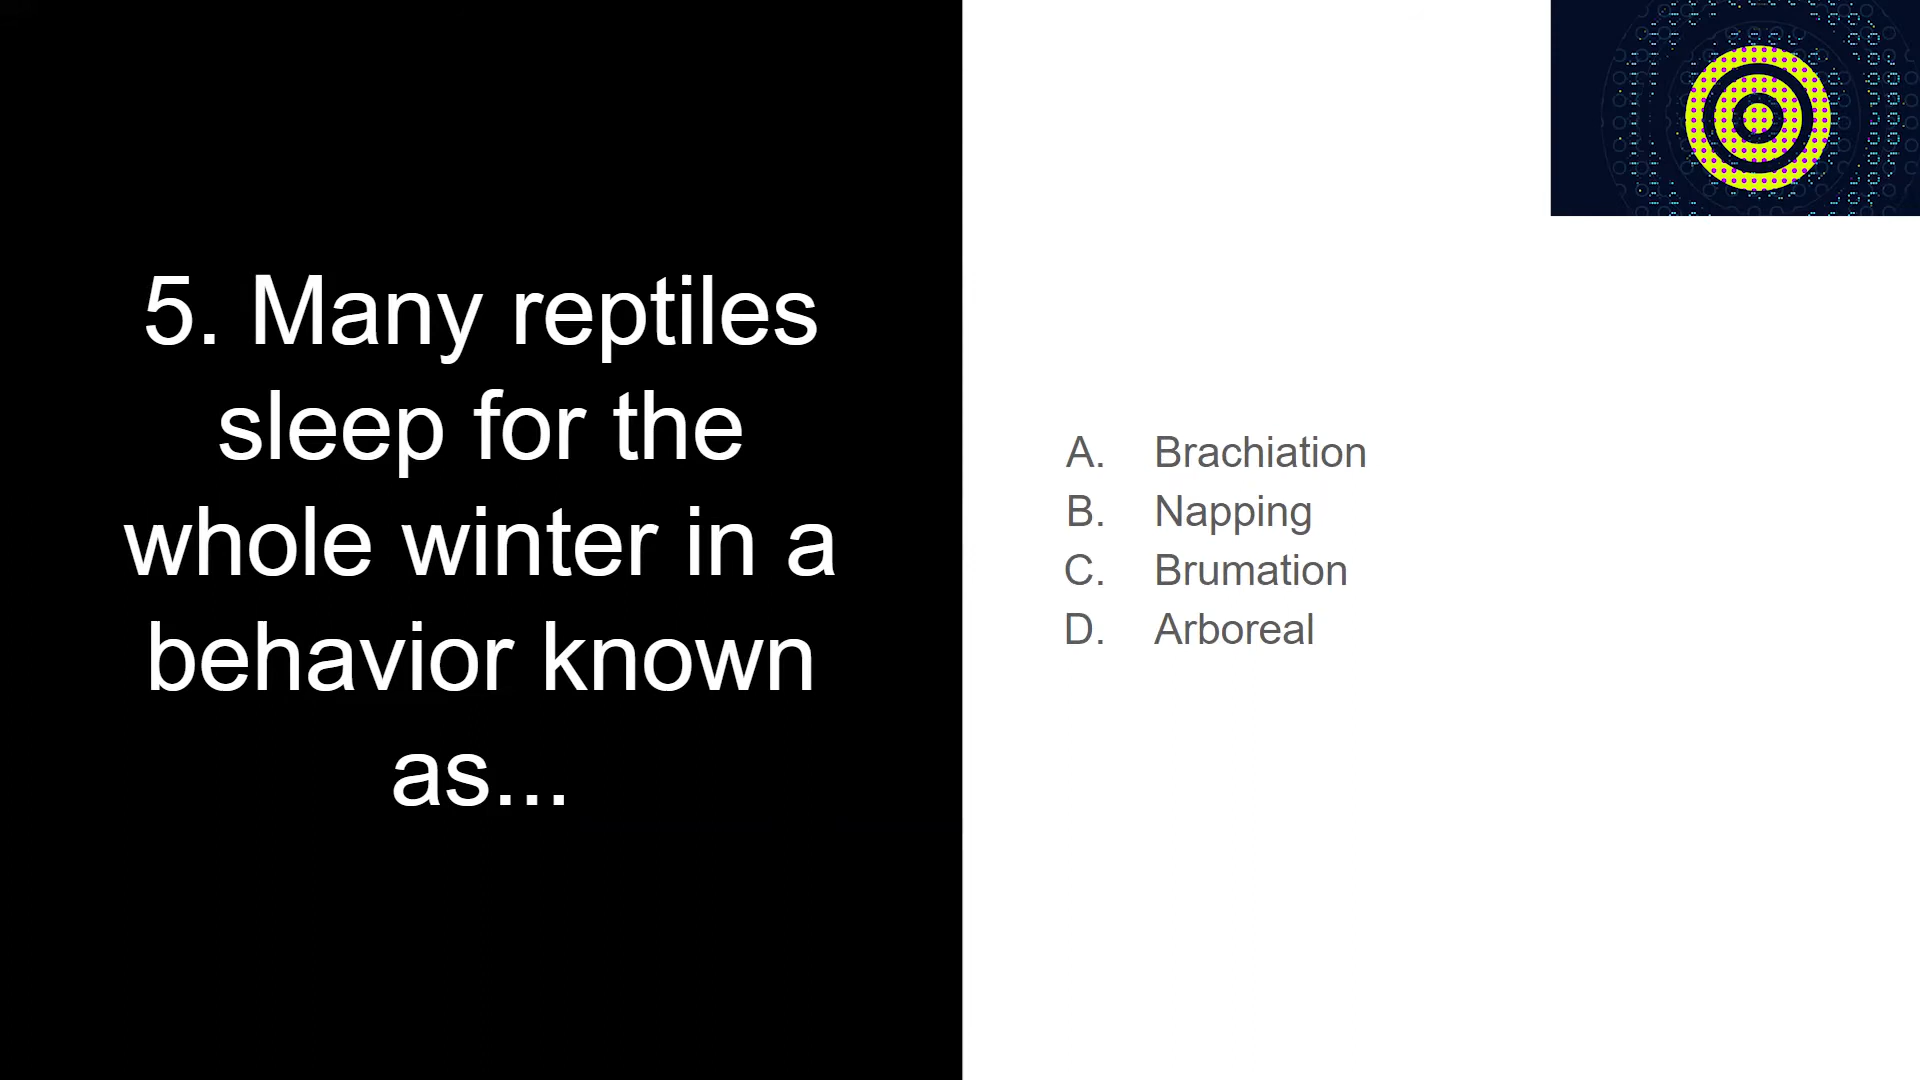 5. Many reptiles
sleep for the
whole winter in a
behavior known
as...
A. Brachiation
B. Napping
C. Brumation
D. Arboreal